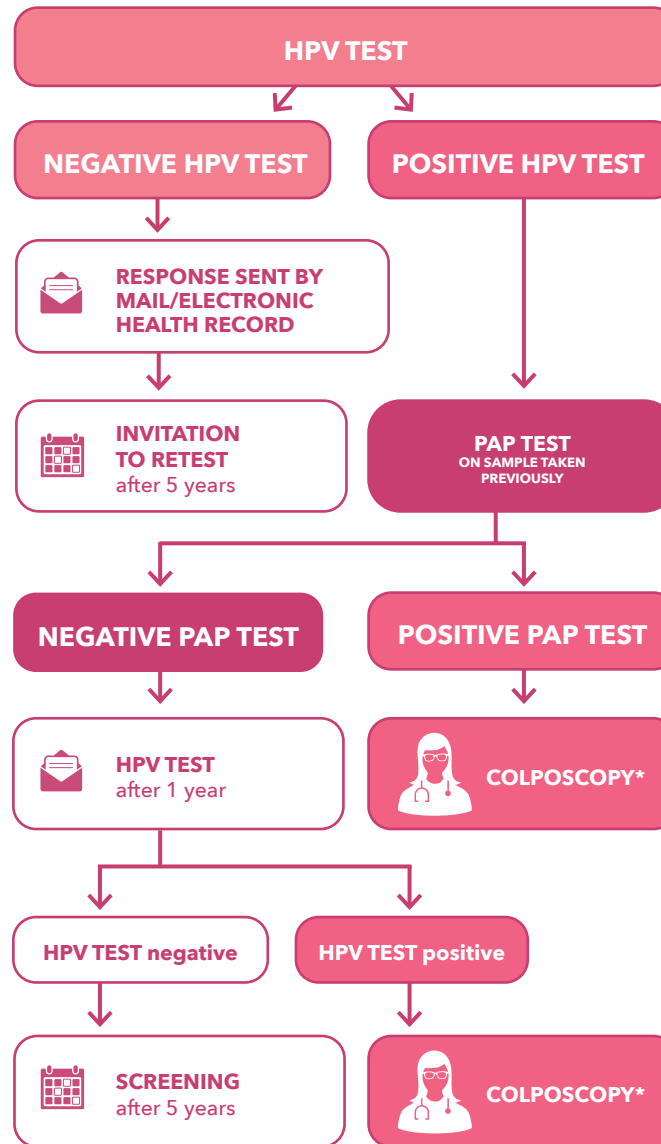 HPV TEST
NEGATIVE HPV TEST
POSITIVE HPV TEST
RESPONSE SENT BY
MAIL/ELECTRONIC
HEALTH RECORD
INVITATION
TO RETEST
after 5 years
PAP TEST
ON SAMPLE TAKEN
PREVIOUSLY
NEGATIVE PAP TEST
POSITIVE PAP TEST
HPV TEST
after 1 year
COLPOSCOPY*
HPV TEST negative
HPV TEST positive
SCREENING
after 5 years
COLPOSCOPY*